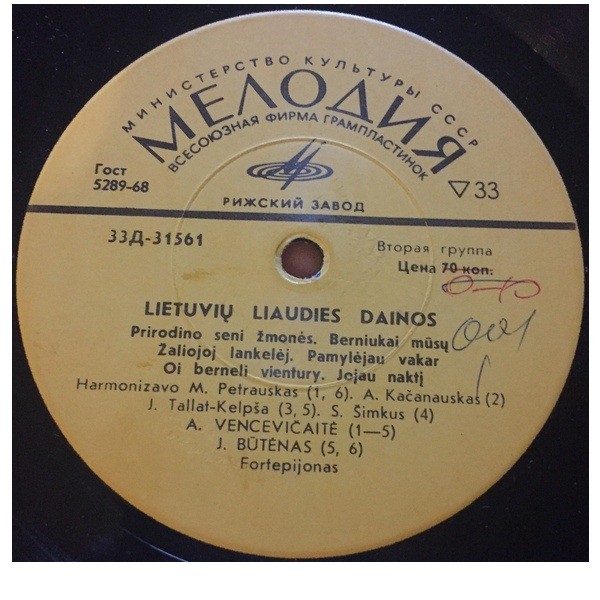 МИНИСТЕРСТВО КУЛЬТУРЫ СССР
МЕЛОДИЯ
ВСЕСОЮЗНАЯ ФИРМА ГРАМПЛАСТИНОК
Гост
5289-68
▽33
РИЖСКИЙ ЗАВОД
33Д-31561
Вторая группа
Цена 70 коп.
LIETUVIŲ LIAUDIES DAINOS
Prirodino seni žmonės. Berniukai mūsų
Žaliojoj lankelėj. Pamylėjau vakar
Oi berneli vientury. Jojau naktį
Harmonizavo M. Petrauskas (1, 6). A. Kačanauskas (2)
J. Tallat-Kelpša (3, 5). S. Šimkus (4)
A. VENCEVIČAITĖ (1—5)
J. BŪTĖNAS (5, 6)
Fortepijonas